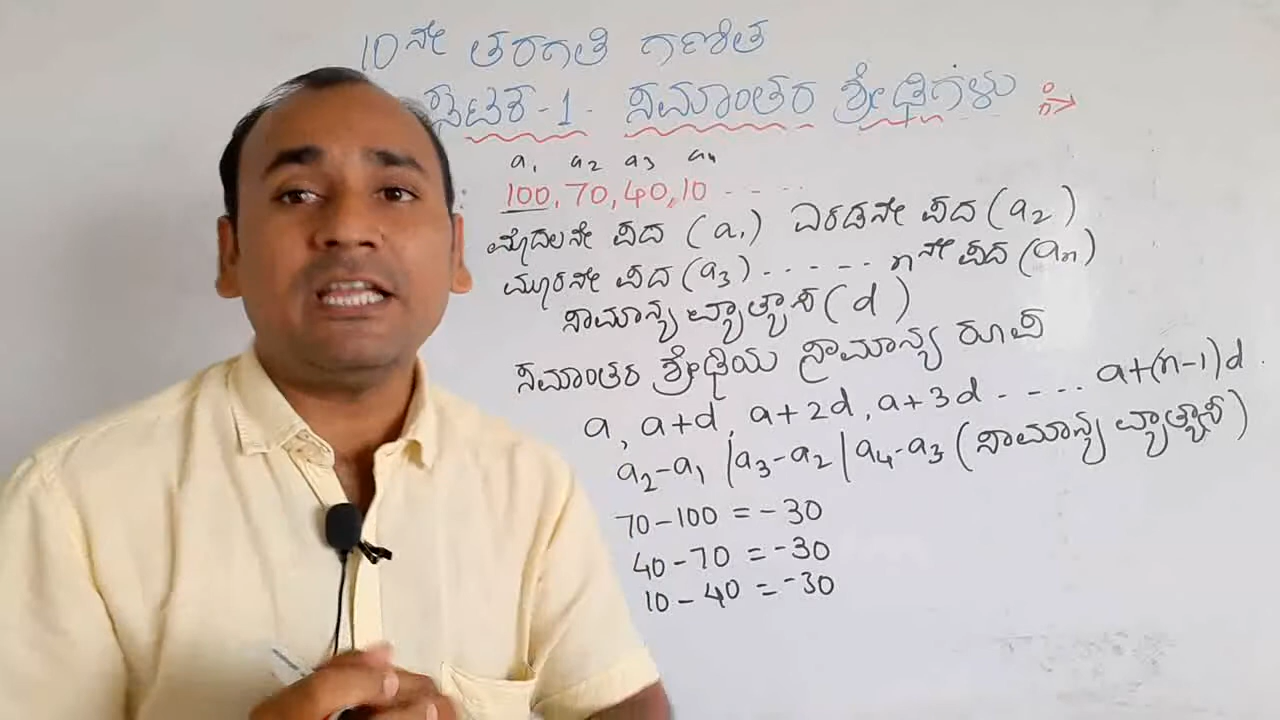 10ನೇ ತರಗತಿ ಗಣಿತ
ಘಟಕ-1. ಸಮಾಂತರ ಶ್ರೇಢಿಗಳು
a₁ a₂ a₃ a₄
: 100, 70, 40, 10 - - - - -
ಮೊದಲನೇ ಪದ (a₁) ಎರಡನೇ ಪದ (a₂)
ಮೂರನೇ ಪದ (a₃) - - - - - - nನೇ ಪದ (aₙ)
ಸಾಮಾನ್ಯ ವ್ಯಾತ್ಯಾಸ (d)
ಸಮಾಂತರ ಶ್ರೇಢಿಯ ಸಾಮಾನ್ಯ ರೂಪ
a, a+d, a+2d, a+3d - - - ... a+(n-1)d.
a₂-a₁ |a₃-a₂ | a₄-a₃ (ಸಾಮಾನ್ಯ ವ್ಯಾತ್ಯಾಸ)
70-100 = -30
40-70 = -30
10-40 = -30